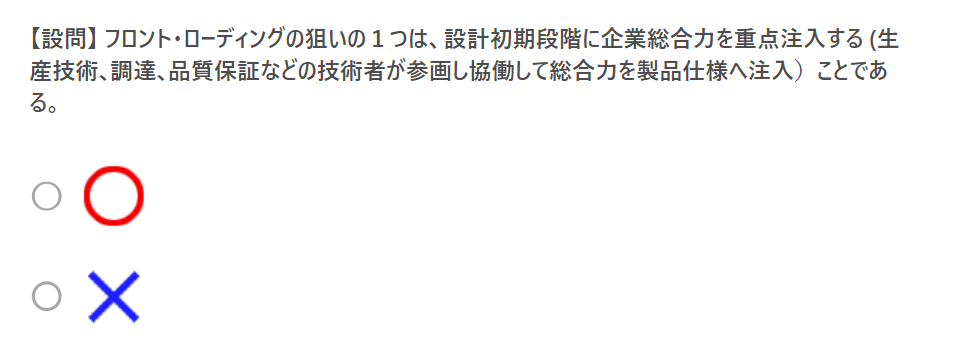 【設問】 フロント・ローディングの狙いの１つは、設計初期段階に企業総合力を重点注入する (生
産技術、調達、品質保証などの技術者が参画し協働して総合力を製品仕様へ注入）ことであ
る。